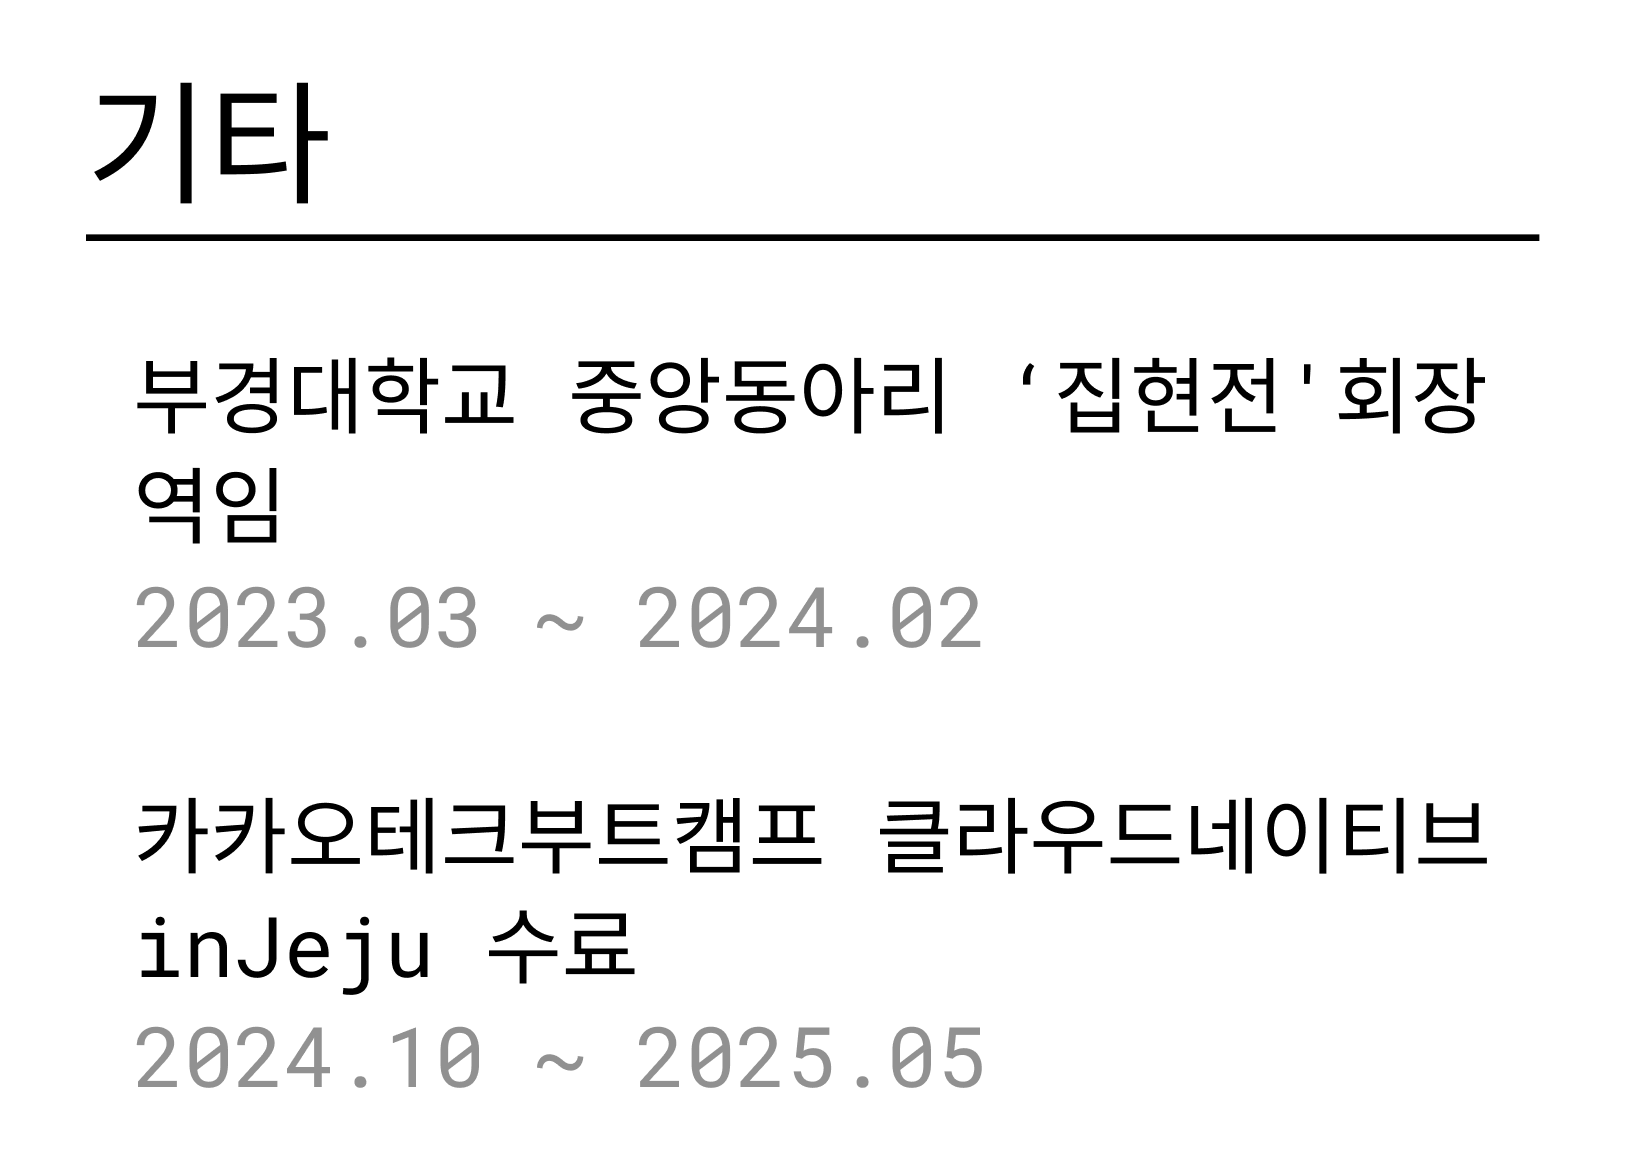 기타
부경대학교 중앙동아리 ‘집현전'회장
역임
2023.03 ~ 2024.02
카카오테크부트캠프 클라우드네이티브
inJeju 수료
2024.10 ~ 2025.05